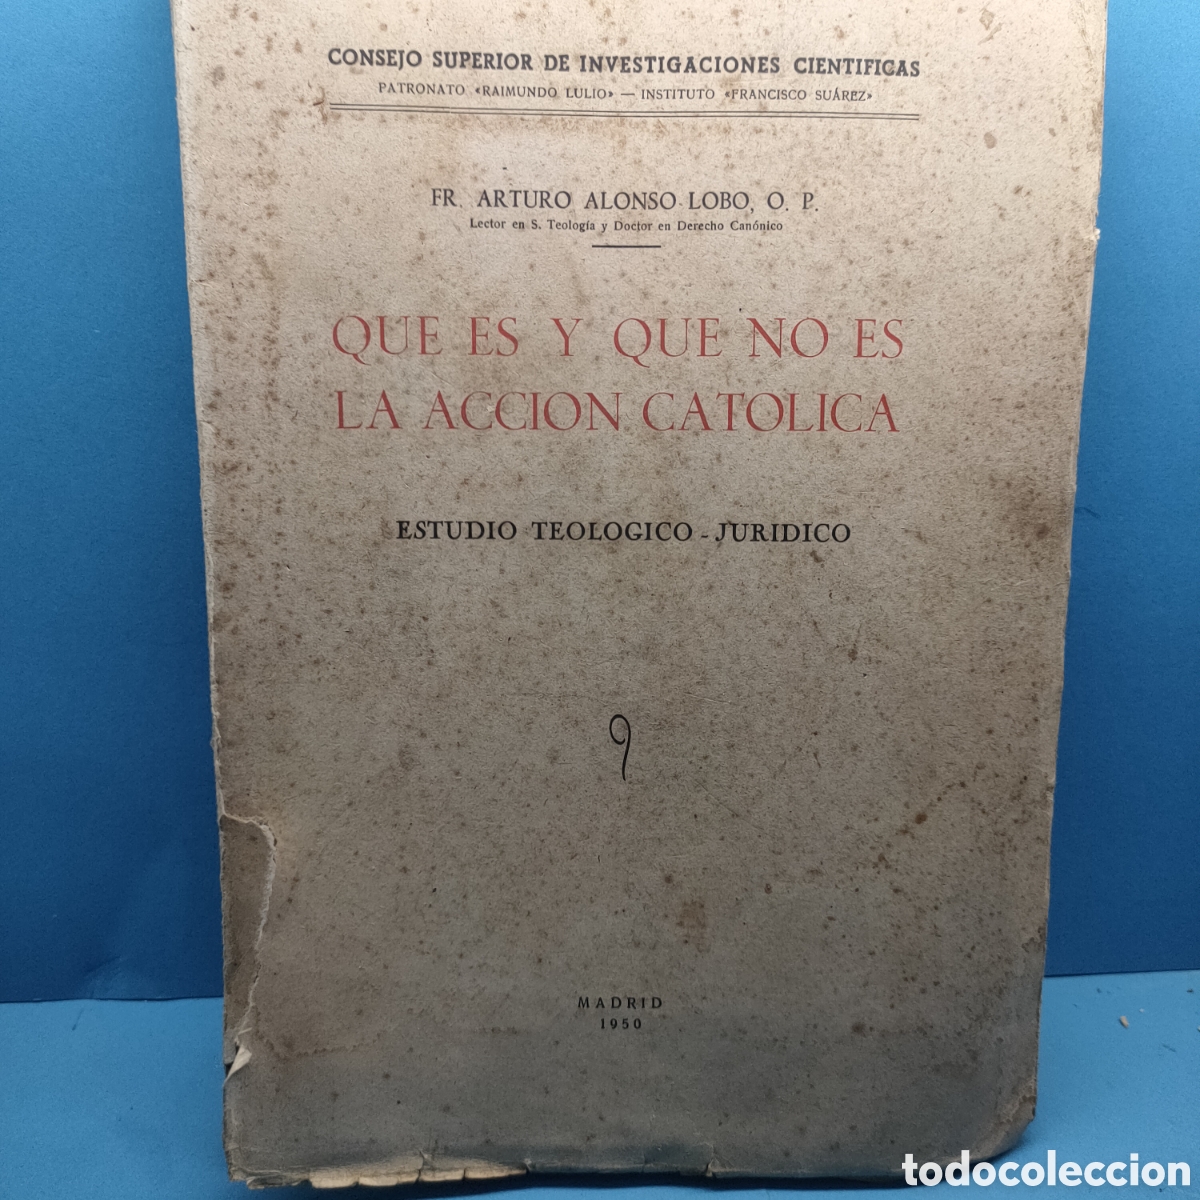 CONSEJO SUPERIOR DE INVESTIGACIONES CIENTIFICAS
PATRONATO «RAIMUNDO LULIO» — INSTITUTO «FRANCISCO SUÁREZ»
FR. ARTURO ALONSO LOBO, O. P.
Lector en S. Teología y Doctor en Derecho Canónico
QUE ES Y QUE NO ES
LA ACCION CATOLICA
ESTUDIO TEOLOGICO - JURIDICO
MADRID
1950
todocoleccion